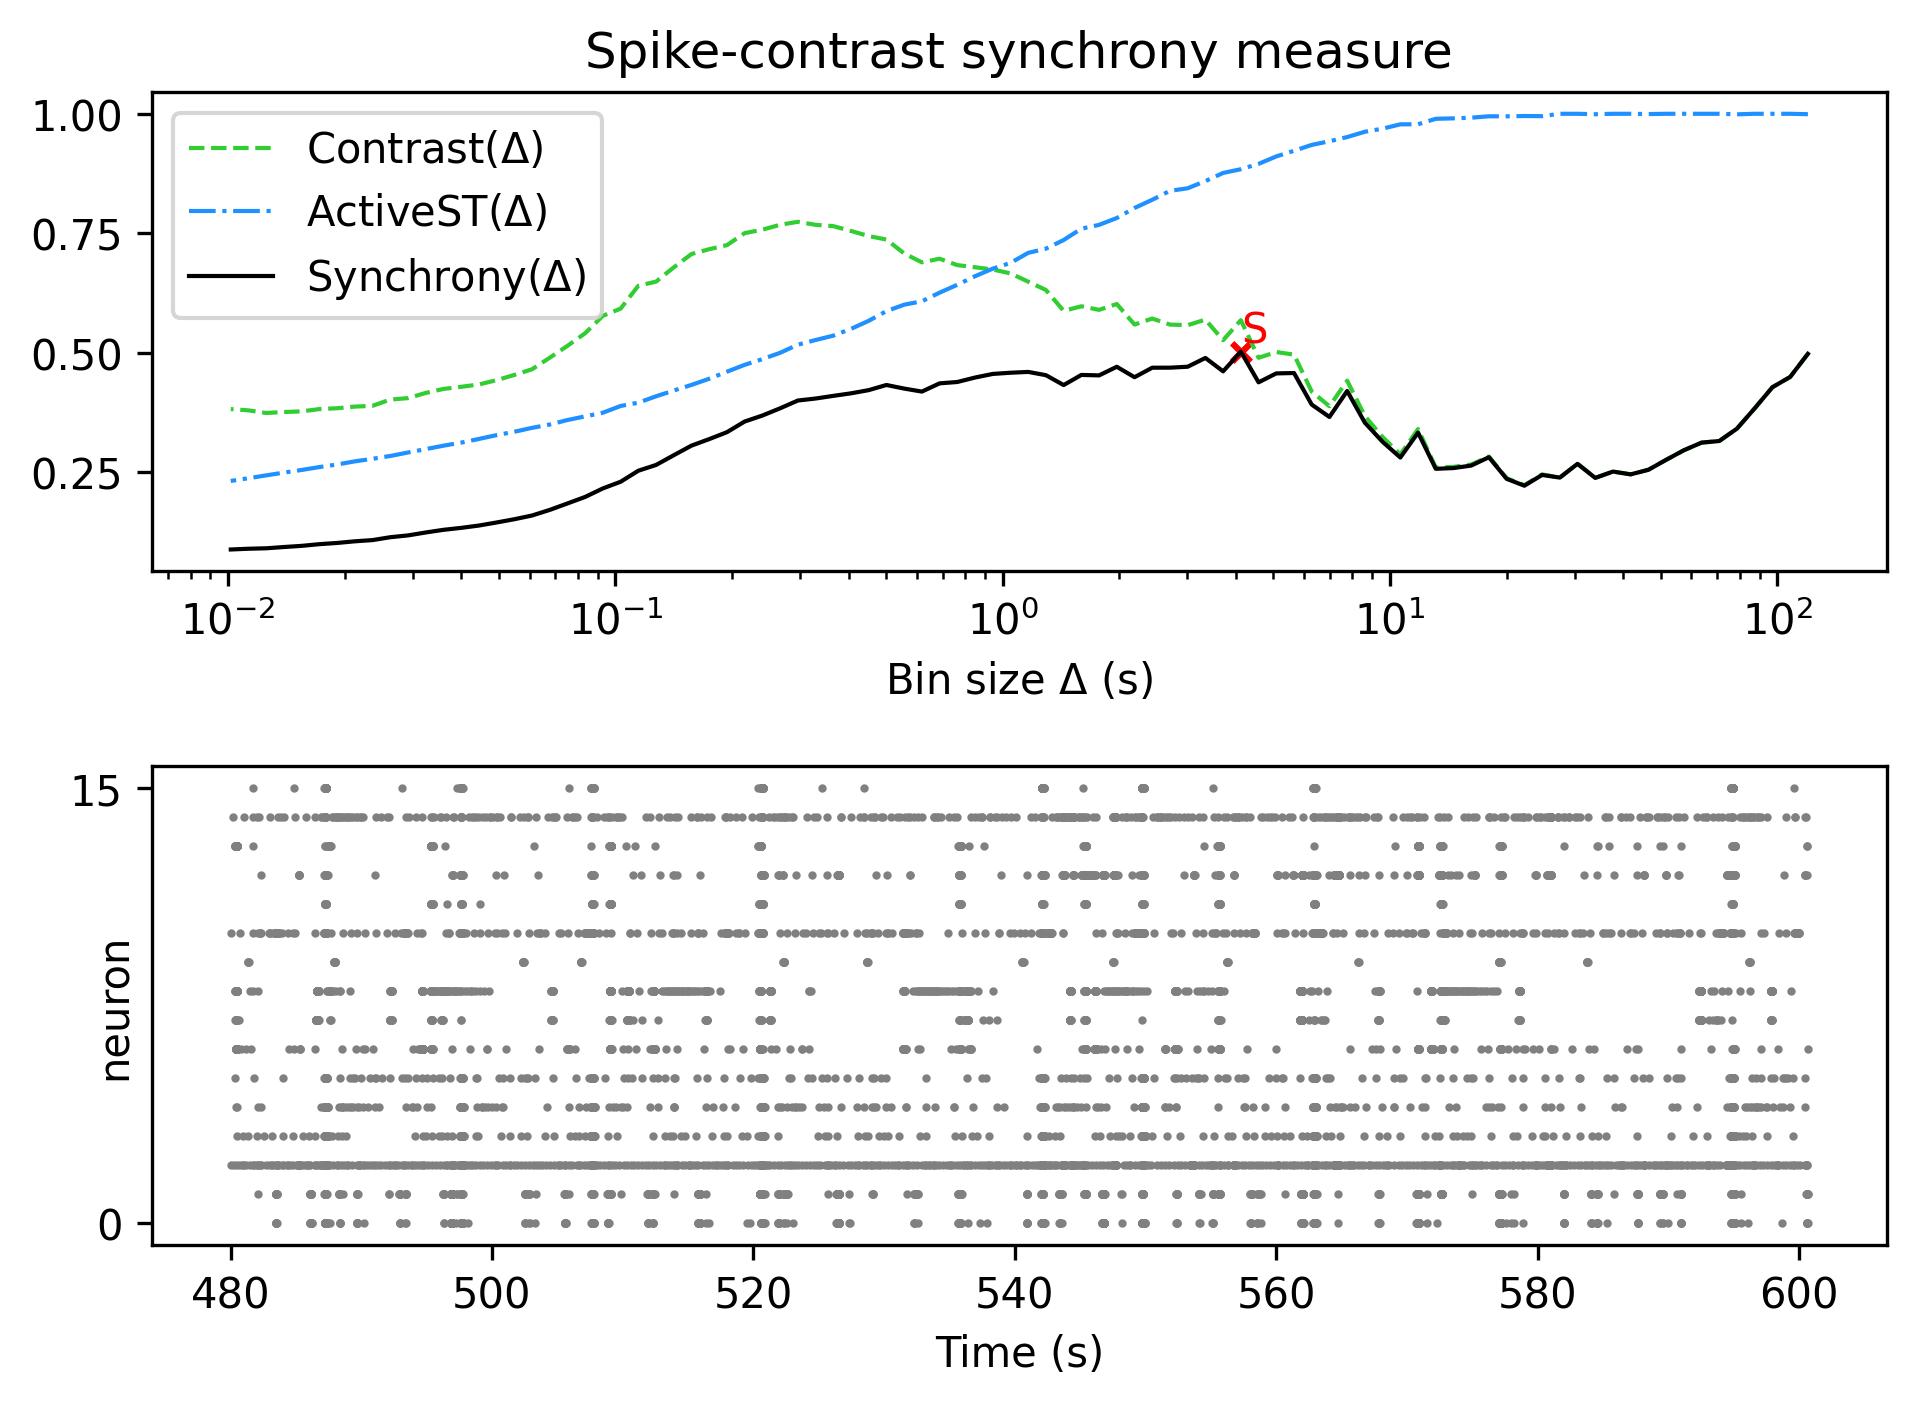 Spike-contrast synchrony measure
1.00
0.75
0.50
0.25
Contrast(Δ)
ActiveST(Δ)
Synchrony(Δ)
S
10⁻² 10⁻¹ 10⁰ 10¹ 10²
Bin size Δ (s)
15
0
neuron
480 500 520 540 560 580 600
Time (s)